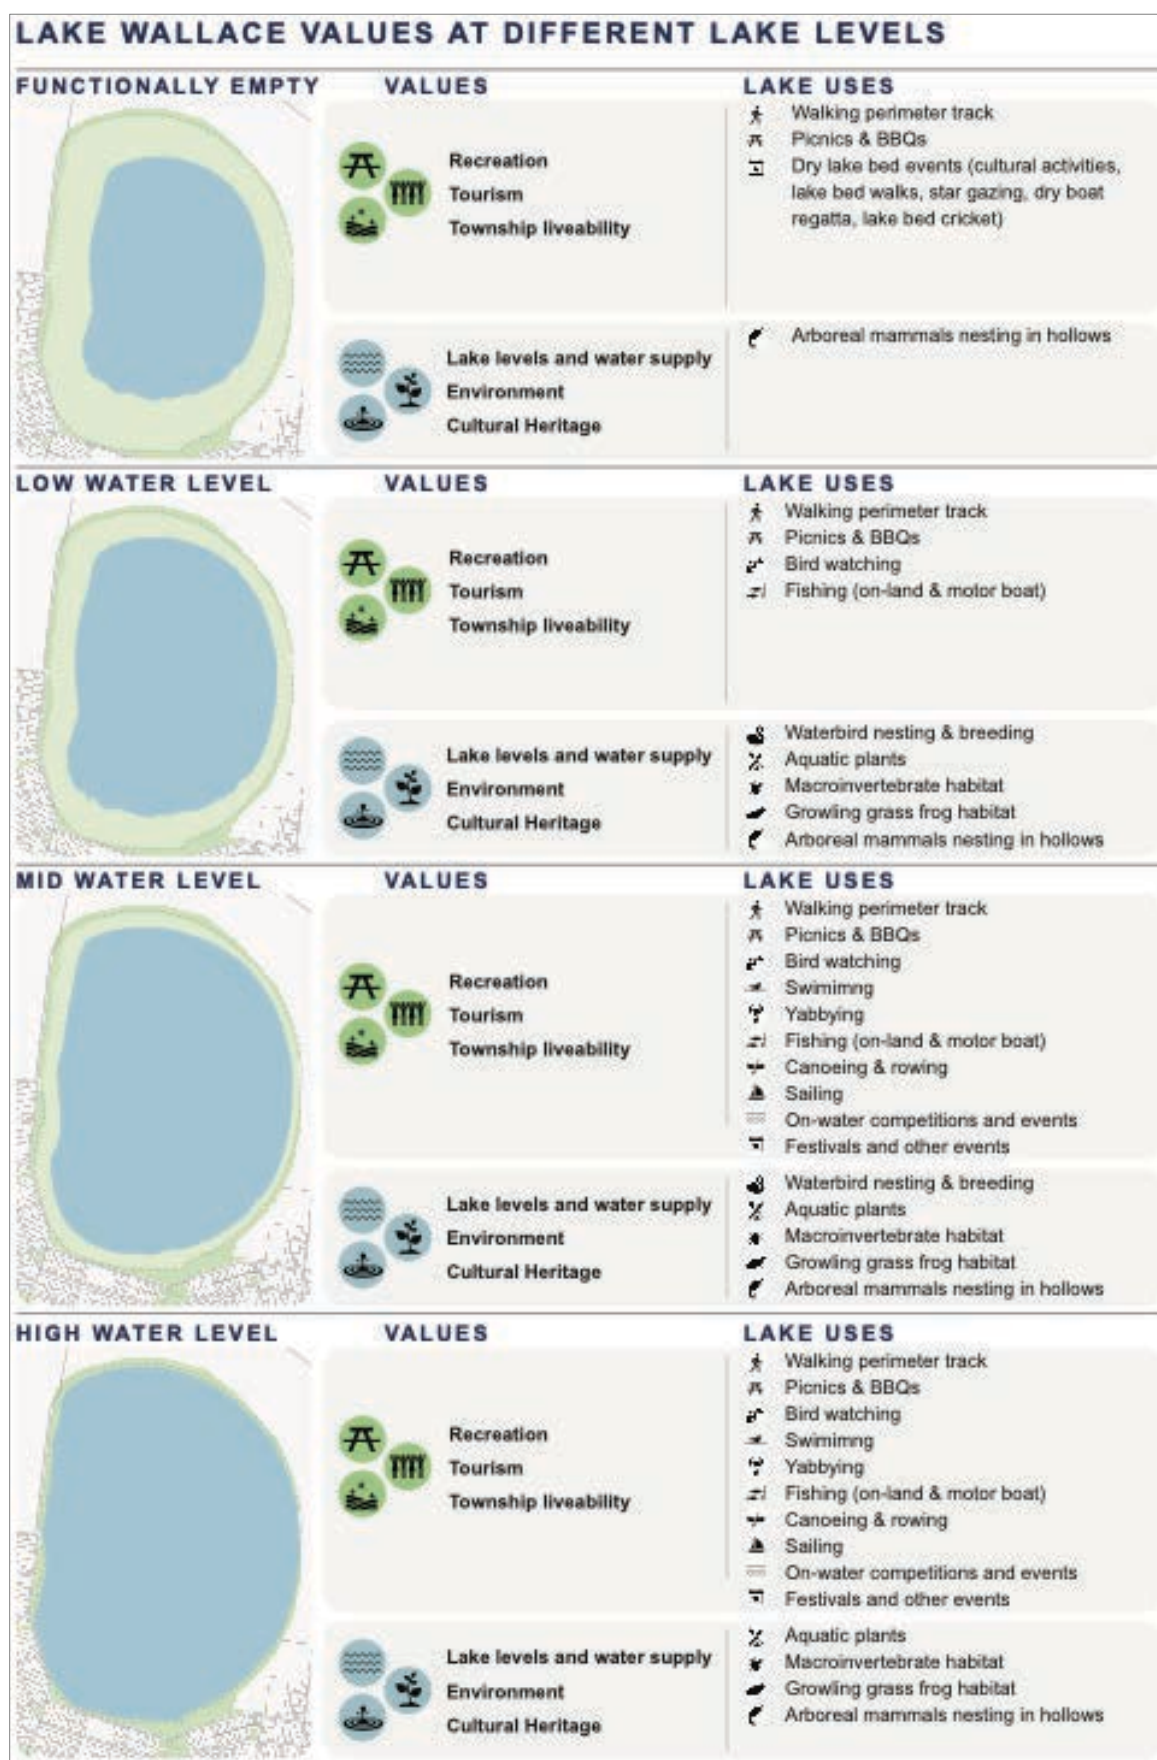 LAKE WALLACE VALUES AT DIFFERENT LAKE LEVELS
FUNCTIONALLY EMPTY
VALUES
LAKE USES
Recreation
Tourism
Township liveability
Walking perimeter track
Picnics & BBQs
Dry lake bed events (cultural activities,
lake bed walks, star gazing, dry boat
regatta, lake bed cricket)
Lake levels and water supply
Environment
Cultural Heritage
Arboreal mammals nesting in hollows
LOW WATER LEVEL
VALUES
LAKE USES
Recreation
Tourism
Township liveability
Walking perimeter track
Picnics & BBQs
Bird watching
Fishing (on-land & motor boat)
Lake levels and water supply
Environment
Cultural Heritage
Waterbird nesting & breeding
Aquatic plants
Macroinvertebrate habitat
Growling grass frog habitat
Arboreal mammals nesting in hollows
MID WATER LEVEL
VALUES
LAKE USES
Recreation
Tourism
Township liveability
Walking perimeter track
Picnics & BBQs
Bird watching
Swimimng
Yabbying
Fishing (on-land & motor boat)
Canoeing & rowing
Sailing
On-water competitions and events
Festivals and other events
Lake levels and water supply
Environment
Cultural Heritage
Waterbird nesting & breeding
Aquatic plants
Macroinvertebrate habitat
Growling grass frog habitat
Arboreal mammals nesting in hollows
HIGH WATER LEVEL
VALUES
LAKE USES
Recreation
Tourism
Township liveability
Walking perimeter track
Picnics & BBQs
Bird watching
Swimimng
Yabbying
Fishing (on-land & motor boat)
Canoeing & rowing
Sailing
On-water competitions and events
Festivals and other events
Lake levels and water supply
Environment
Cultural Heritage
Aquatic plants
Macroinvertebrate habitat
Growling grass frog habitat
Arboreal mammals nesting in hollows